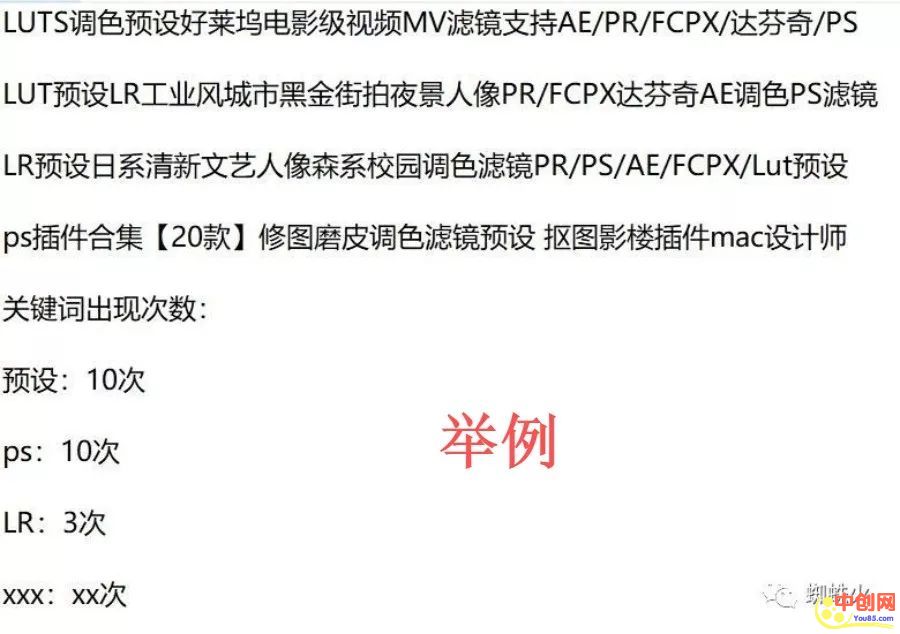 LUTS调色预设好莱坞电影级视频MV滤镜支持AE/PR/FCPX/达芬奇/PS
LUT预设LR工业风城市黑金街拍夜景人像PR/FCPX达芬奇AE调色PS滤镜
LR预设日系清新文艺人像森系校园调色滤镜PR/PS/AE/FCPX/Lut预设
ps插件合集【20款】修图磨皮调色滤镜预设 抠图影楼插件mac设计师
关键词出现次数：
预设：10次
举例
ps：10次
LR：3次
xxx：xx次
中创网
You85.com